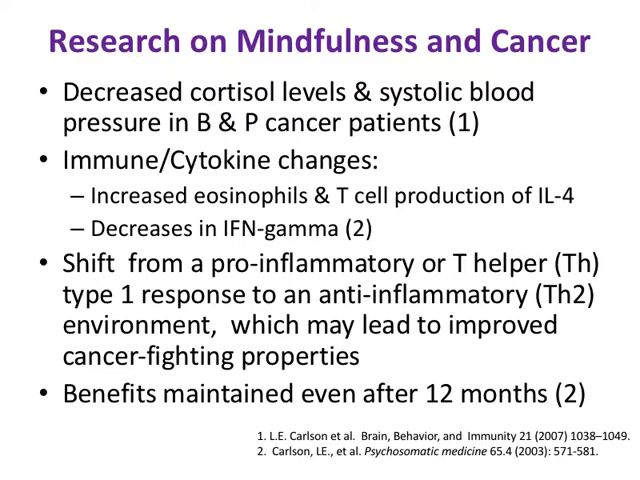 Research on Mindfulness and Cancer
• Decreased cortisol levels & systolic blood
pressure in B & P cancer patients (1)
• Immune/Cytokine changes:
– Increased eosinophils & T cell production of IL-4
– Decreases in IFN-gamma (2)
• Shift from a pro-inflammatory or T helper (Th)
type 1 response to an anti-inflammatory (Th2)
environment, which may lead to improved
cancer-fighting properties
• Benefits maintained even after 12 months (2)
1. L.E. Carlson et al. Brain, Behavior, and Immunity 21 (2007) 1038–1049.
2. Carlson, LE., et al. Psychosomatic medicine 65.4 (2003): 571-581.